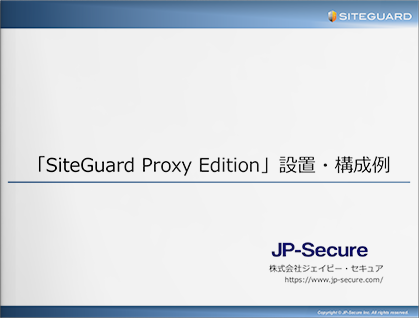 SITEGUARD
「SiteGuard Proxy Edition」設置・構成例
JP-Secure
株式会社ジェイピー・セキュア
https://www.jp-secure.com/
Copyright © JP-Secure Inc. All rights reserved.